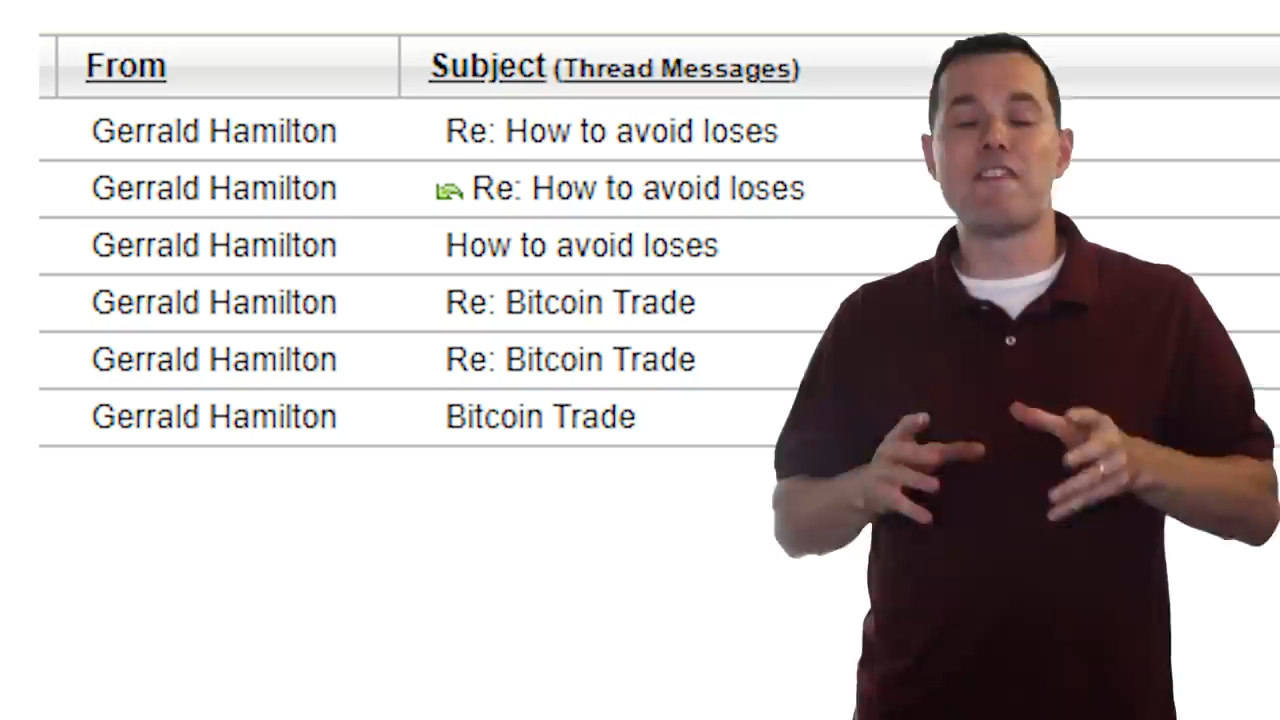 From Subject (Thread Messages)
Gerrald Hamilton Re: How to avoid loses
Gerrald Hamilton Re: How to avoid loses
Gerrald Hamilton How to avoid loses
Gerrald Hamilton Re: Bitcoin Trade
Gerrald Hamilton Re: Bitcoin Trade
Gerrald Hamilton Bitcoin Trade